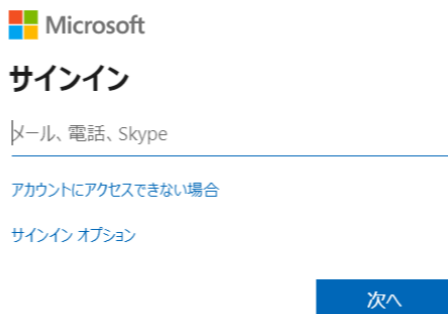 Microsoft
サインイン
メール、電話、Skype
アカウントにアクセスできない場合
サインイン オプション
次へ